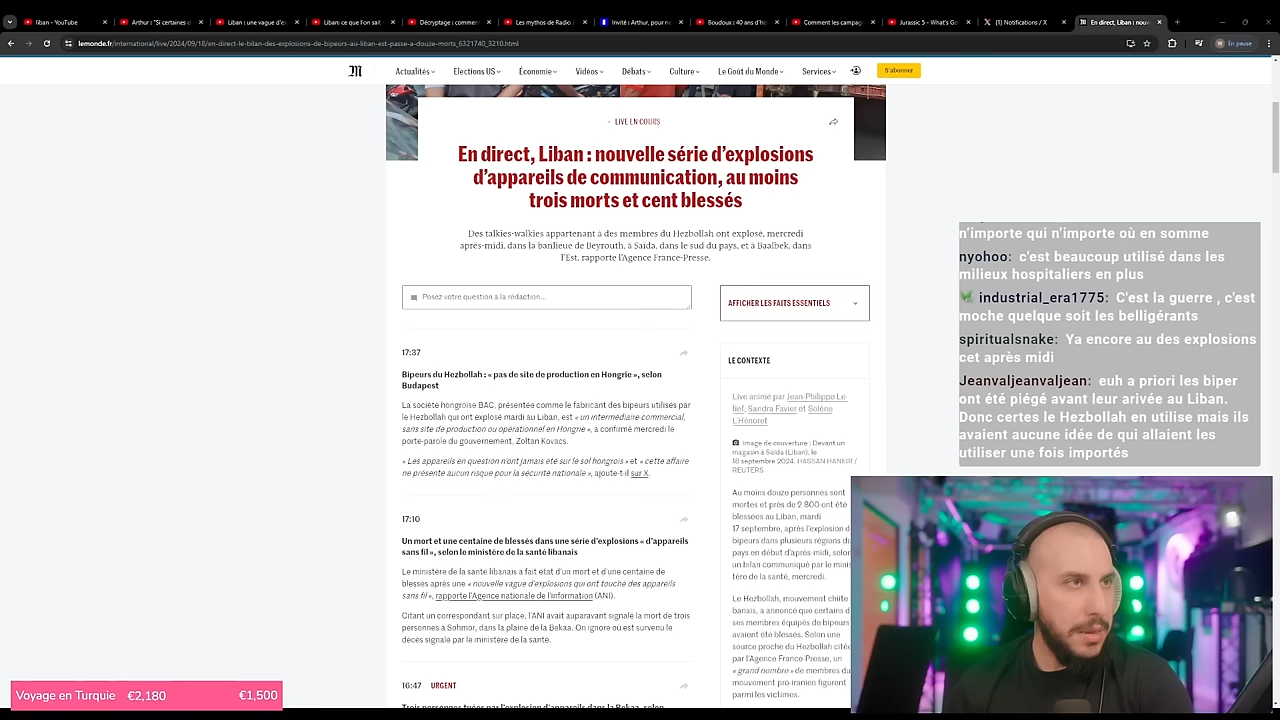 liban - YouTube
Arthur : "Si certaines d
Liban : une vague d'ex
Liban: ce que l'on sait
Décryptage : commen
Les mythos de Radio
Invité : Arthur, pour n
Boudoux : 40 ans d'hi
Comment les campag
Jurassic 5 - What's Go
(1) Notifications / X
En direct, Liban : nouv
lemonde.fr/international/live/2024/09/18/en-direct-le-bilan-des-explosions-de-bipeurs-au-liban-est-passe-a-douze-morts_6321740_3210.html
En pause
M
Actualités
Elections US
Économie
Vidéos
Débats
Culture
Le Goût du Monde
Services
S'abonner
LIVE EN COURS
En direct, Liban : nouvelle série d'explosions
d'appareils de communication, au moins
trois morts et cent blessés
Des talkies-walkies appartenant à des membres du Hezbollah ont explosé, mercredi
après-midi, dans la banlieue de Beyrouth, à Saïda, dans le sud du pays, et à Baalbek, dans
l'Est, rapporte l'Agence France-Presse.
Posez votre question à la rédaction...
AFFICHER LES FAITS ESSENTIELS
17:37
Bipeurs du Hezbollah : « pas de site de production en Hongrie », selon
Budapest
La société hongroise BAC, présentée comme le fabricant des bipeurs utilisés par
le Hezbollah qui ont explosé mardi au Liban, est « un intermédiaire commercial,
sans site de production ou opérationnel en Hongrie », a confirmé mercredi le
porte-parole du gouvernement, Zoltan Kovacs.
« Les appareils en question n'ont jamais été sur le sol hongrois » et « cette affaire
ne présente aucun risque pour la sécurité nationale », ajoute-t-il sur X.
17:10
Un mort et une centaine de blessés dans une série d'explosions « d'appareils
sans fil », selon le ministère de la santé libanais
Le ministère de la santé libanais a fait état d'un mort et d'une centaine de
blessés après une « nouvelle vague d'explosions qui ont touché des appareils
sans fil », rapporte l'Agence nationale de l'information (ANI).
Citant un correspondant sur place, l'ANI avait auparavant signalé la mort de trois
personnes à Sohmor, dans la plaine de la Bekaa. On ignore où est survenu le
décès signalé par le ministère de la santé.
16:47 URGENT
Trois personnes tuées par l'explosion d'appareils dans la Bekaa, selon
LE CONTEXTE
Live animé par Jean-Philippe Le-
fief, Sandra Favier et Solène
L'Hénoret
Image de couverture : Devant un
magasin à Saïda (Liban), le
18 septembre 2024. HASSAN HANKIR /
REUTERS
Au moins douze personnes sont
mortes et près de 2 800 ont été
blessées au Liban, mardi
17 septembre, après l'explosion d
bipeurs dans plusieurs régions du
pays en début d'après-midi, selon
un bilan communiqué par le minis
tère de la santé, mercredi.
Le Hezbollah, mouvement chiite
banais, a annoncé que certains d
ses membres équipés de bipeurs
avaient été blessés. Selon une
source proche du Hezbollah citée
par l'Agence France-Presse, un
« grand nombre » de membres du
mouvement pro-iranien figurent
parmi les victimes.
n'importe qui n'importe où en somme
nyohoo: c'est beaucoup utilisé dans les
milieux hospitaliers en plus
industrial_era1775: C'est la guerre , c'est
moche quelque soit les belligérants
spiritualsnake: Ya encore au des explosions
cet après midi
Jeanvaljeanvaljean: euh a priori les biper
ont été piégé avant leur arivée au Liban.
Donc certes le Hezbollah en utilise mais ils
avaient aucune idée de qui allaient les
utiliser une fois importés
Voyage en Turquie €2,180 €1,500